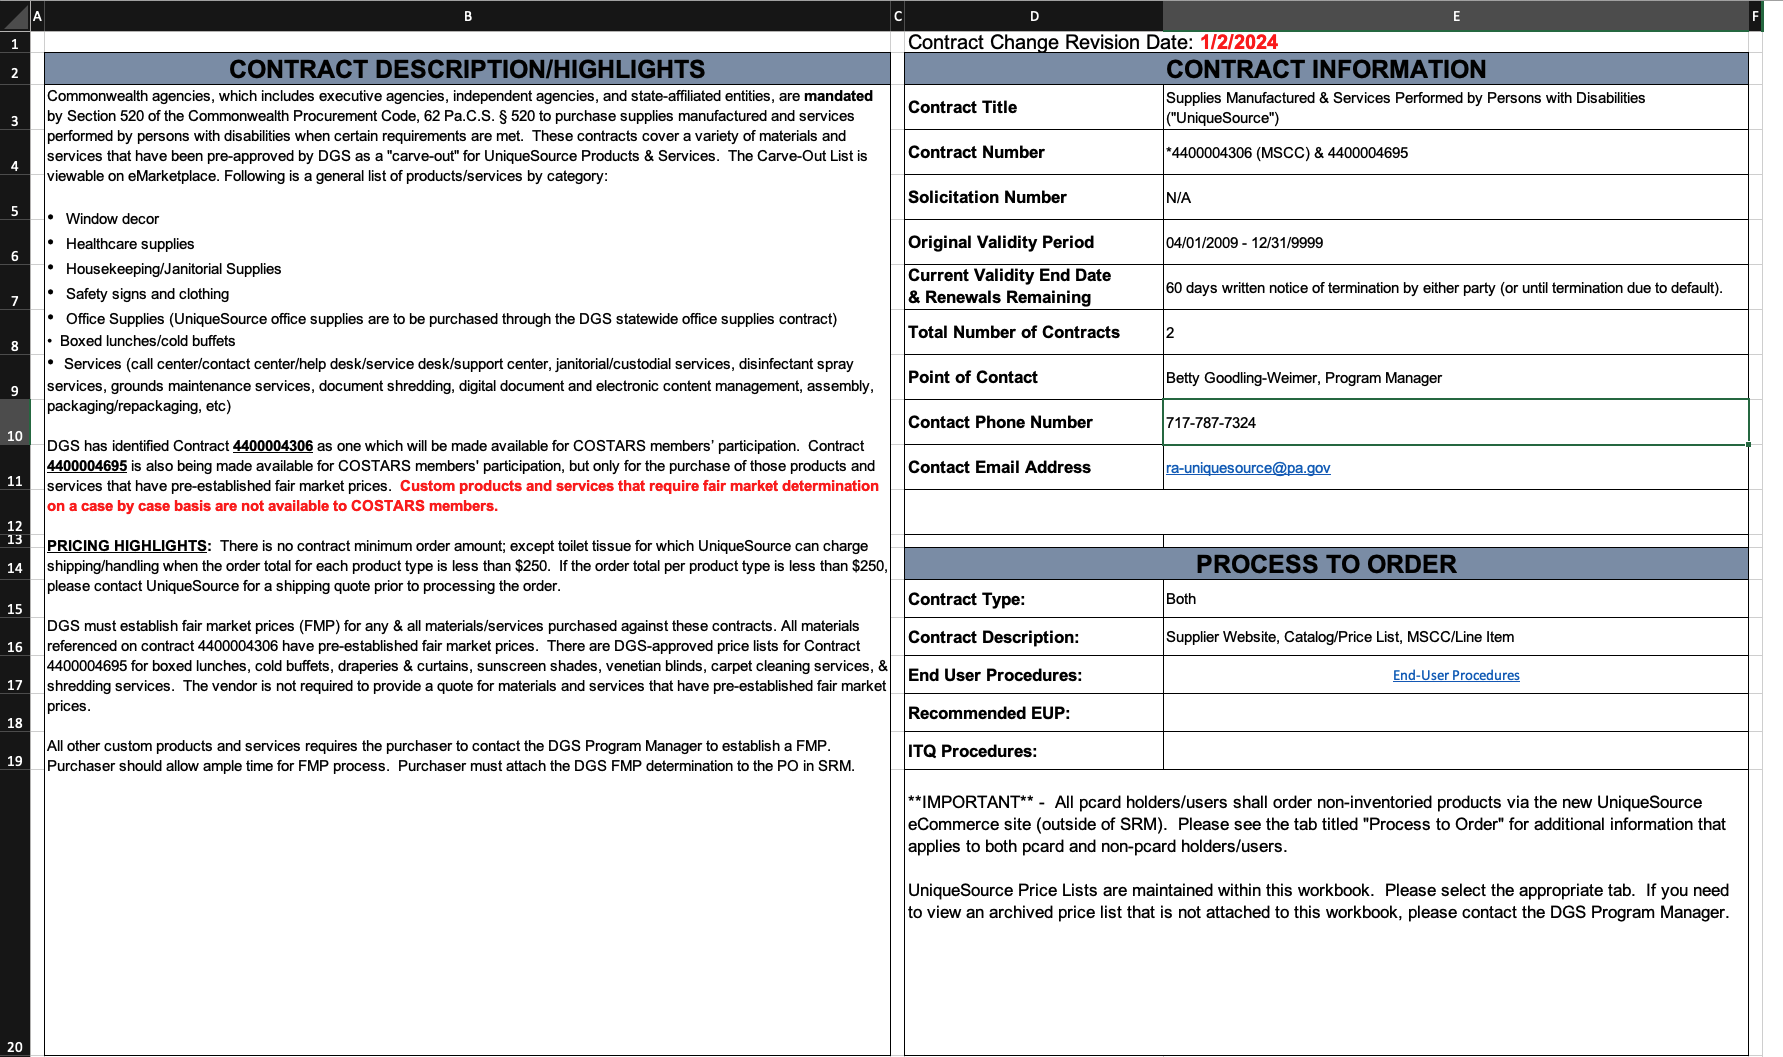 A B C D E F
1 Contract Change Revision Date: 1/2/2024
2 CONTRACT DESCRIPTION/HIGHLIGHTS
Commonwealth agencies, which includes executive agencies, independent agencies, and state-affiliated entities, are mandated
3 by Section 520 of the Commonwealth Procurement Code, 62 Pa.C.S. § 520 to purchase supplies manufactured and services
performed by persons with disabilities when certain requirements are met.  These contracts cover a variety of materials and
4 services that have been pre-approved by DGS as a "carve-out" for UniqueSource Products & Services.  The Carve-Out List is
viewable on eMarketplace. Following is a general list of products/services by category:
5
• Window decor
6 • Healthcare supplies
• Housekeeping/Janitorial Supplies
7 • Safety signs and clothing
• Office Supplies (UniqueSource office supplies are to be purchased through the DGS statewide office supplies contract)
8 • Boxed lunches/cold buffets
• Services (call center/contact center/help desk/service desk/support center, janitorial/custodial services, disinfectant spray
9 services, grounds maintenance services, document shredding, digital document and electronic content management, assembly,
packaging/repackaging, etc)
10 DGS has identified Contract 4400004306 as one which will be made available for COSTARS members' participation.  Contract
4400004695 is also being made available for COSTARS members' participation, but only for the purchase of those products and
11 services that have pre-established fair market prices.  Custom products and services that require fair market determination
on a case by case basis are not available to COSTARS members.
12
13 PRICING HIGHLIGHTS:  There is no contract minimum order amount; except toilet tissue for which UniqueSource can charge
14 shipping/handling when the order total for each product type is less than $250.  If the order total per product type is less than $250,
please contact UniqueSource for a shipping quote prior to processing the order.
15
DGS must establish fair market prices (FMP) for any & all materials/services purchased against these contracts. All materials
16 referenced on contract 4400004306 have pre-established fair market prices.  There are DGS-approved price lists for Contract
4400004695 for boxed lunches, cold buffets, draperies & curtains, sunscreen shades, venetian blinds, carpet cleaning services, &
17 shredding services.  The vendor is not required to provide a quote for materials and services that have pre-established fair market
prices.
18
All other custom products and services requires the purchaser to contact the DGS Program Manager to establish a FMP.
19 Purchaser should allow ample time for FMP process.  Purchaser must attach the DGS FMP determination to the PO in SRM.
20
CONTRACT INFORMATION
Contract Title Supplies Manufactured & Services Performed by Persons with Disabilities
("UniqueSource")
Contract Number *4400004306 (MSCC) & 4400004695
Solicitation Number N/A
Original Validity Period 04/01/2009 - 12/31/9999
Current Validity End Date
& Renewals Remaining 60 days written notice of termination by either party (or until termination due to default).
Total Number of Contracts 2
Point of Contact Betty Goodling-Weimer, Program Manager
Contact Phone Number 717-787-7324
Contact Email Address ra-uniquesource@pa.gov
PROCESS TO ORDER
Contract Type: Both
Contract Description: Supplier Website, Catalog/Price List, MSCC/Line Item
End User Procedures: End-User Procedures
Recommended EUP:
ITQ Procedures:
**IMPORTANT** -  All pcard holders/users shall order non-inventoried products via the new UniqueSource
eCommerce site (outside of SRM).  Please see the tab titled "Process to Order" for additional information that
applies to both pcard and non-pcard holders/users.
UniqueSource Price Lists are maintained within this workbook.  Please select the appropriate tab.  If you need
to view an archived price list that is not attached to this workbook, please contact the DGS Program Manager.